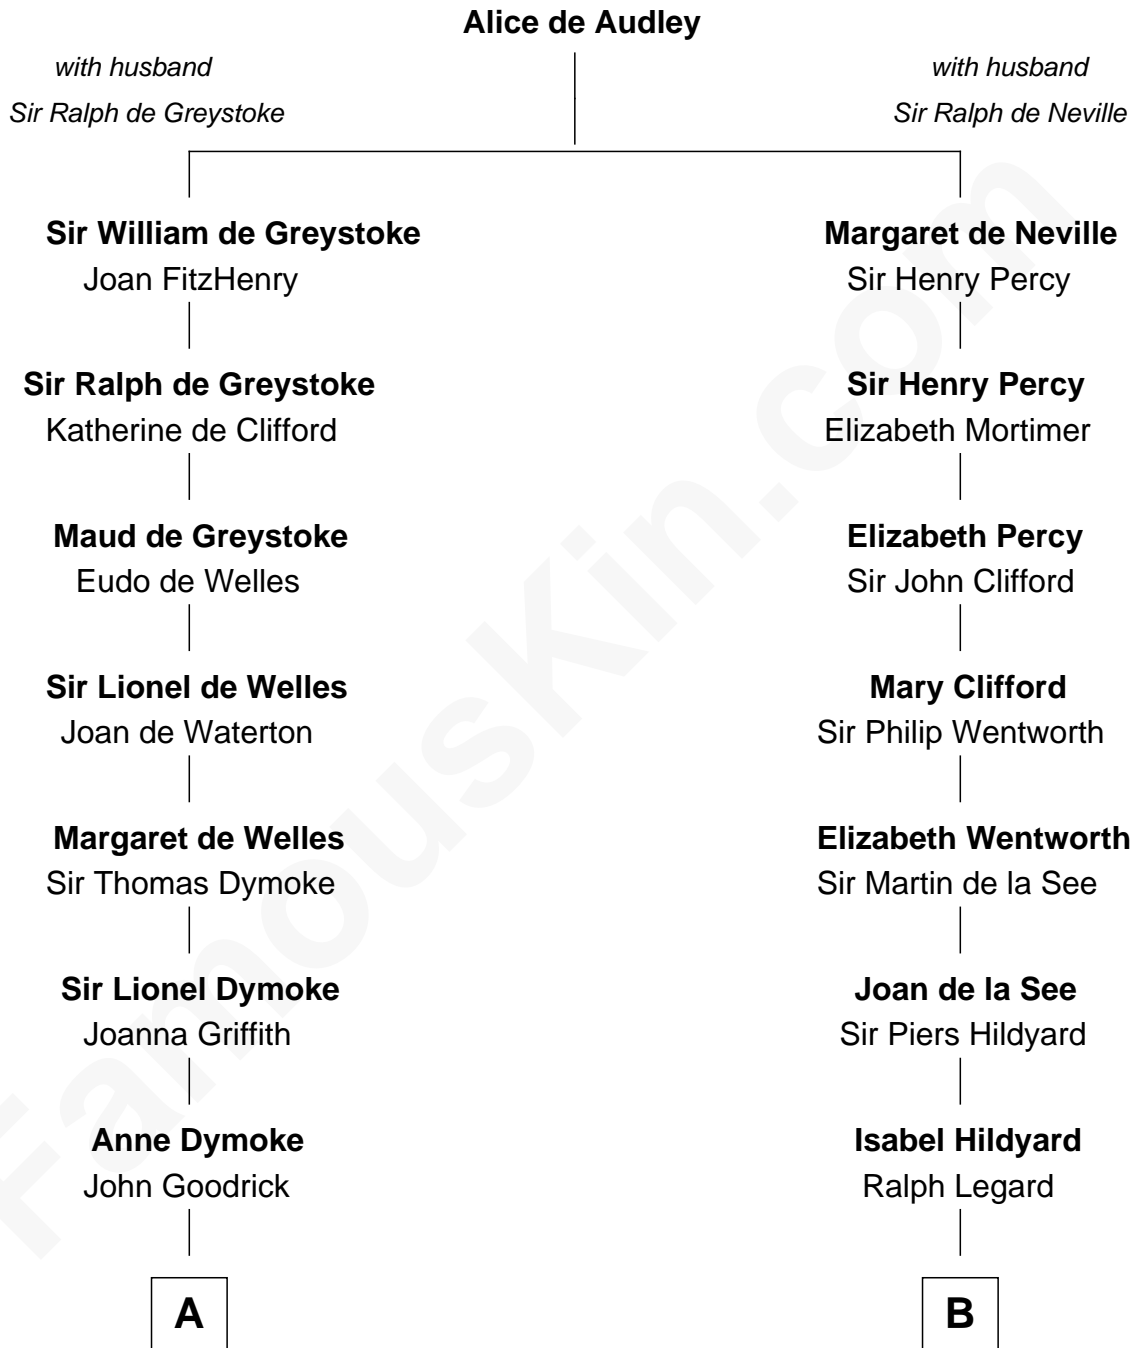 Alice de Audley
with husband
Sir Ralph de Greystoke
with husband
Sir Ralph de Neville
Sir William de Greystoke
Joan FitzHenry
Margaret de Neville
Sir Henry Percy
Sir Ralph de Greystoke
Katherine de Clifford
Sir Henry Percy
Elizabeth Mortimer
Maud de Greystoke
Eudo de Welles
Elizabeth Percy
Sir John Clifford
Sir Lionel de Welles
Joan de Waterton
Mary Clifford
Sir Philip Wentworth
Margaret de Welles
Sir Thomas Dymoke
Elizabeth Wentworth
Sir Martin de la See
Sir Lionel Dymoke
Joanna Griffith
Joan de la See
Sir Piers Hildyard
Anne Dymoke
John Goodrick
Isabel Hildyard
Ralph Legard
A
B
FamousKin.com